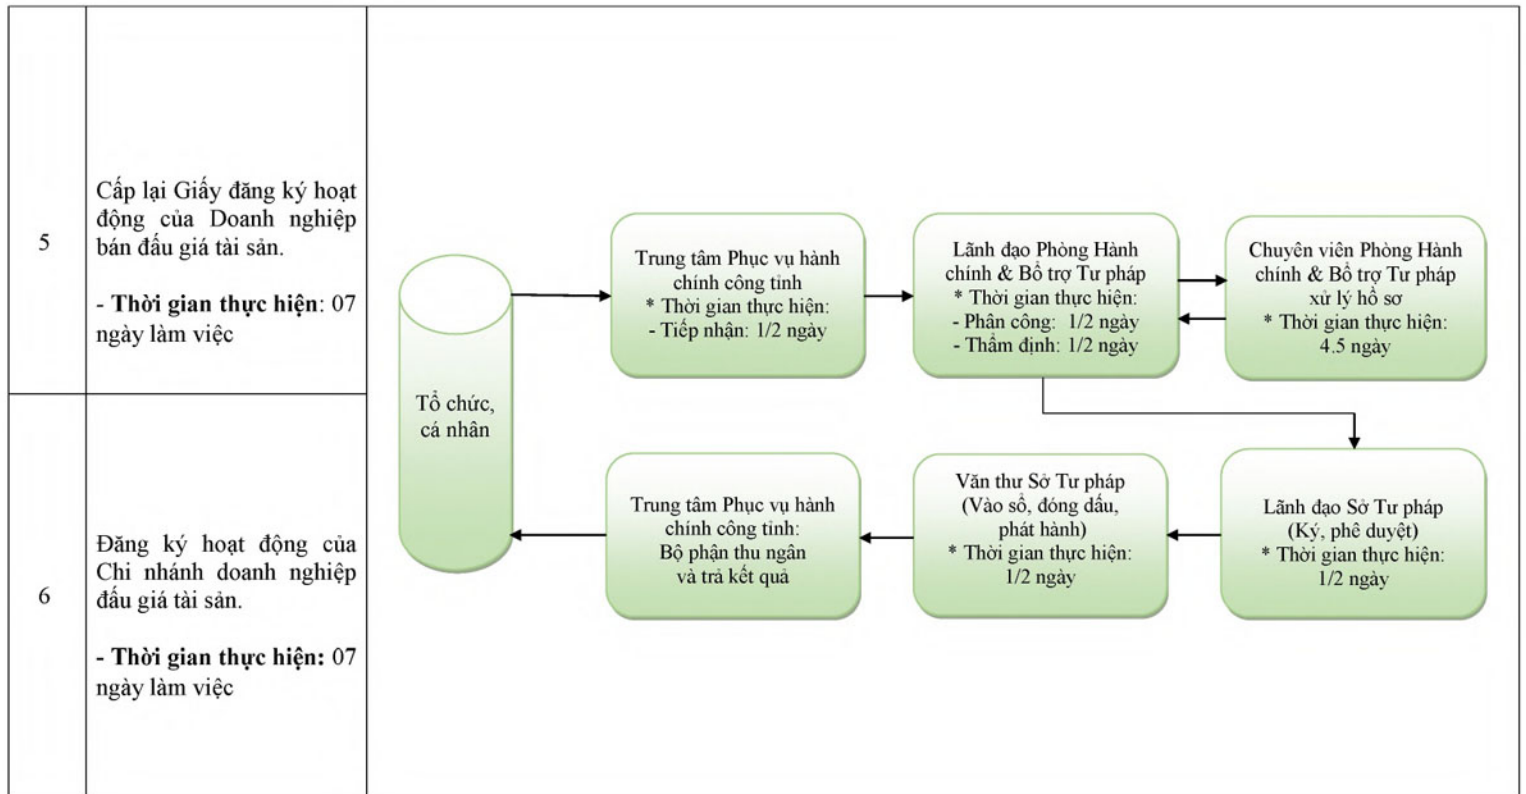 5
Cấp lại Giấy đăng ký hoạt
động của Doanh nghiệp
bán đấu giá tài sản.
- Thời gian thực hiện: 07
ngày làm việc
6
Đăng ký hoạt động của
Chi nhánh doanh nghiệp
đấu giá tài sản.
- Thời gian thực hiện: 07
ngày làm việc
Tổ chức,
cá nhân
Trung tâm Phục vụ hành
chính công tỉnh
* Thời gian thực hiện:
- Tiếp nhận: 1/2 ngày
Lãnh đạo Phòng Hành
chính & Bổ trợ Tư pháp
* Thời gian thực hiện:
- Phân công: 1/2 ngày
- Thẩm định: 1/2 ngày
Chuyên viên Phòng Hành
chính & Bổ trợ Tư pháp
xử lý hồ sơ
* Thời gian thực hiện:
4.5 ngày
Lãnh đạo Sở Tư pháp
(Ký, phê duyệt)
* Thời gian thực hiện:
1/2 ngày
Văn thư Sở Tư pháp
(Vào sổ, đóng dấu,
phát hành)
* Thời gian thực hiện:
1/2 ngày
Trung tâm Phục vụ hành
chính công tỉnh:
Bộ phận thu ngân
và trả kết quả